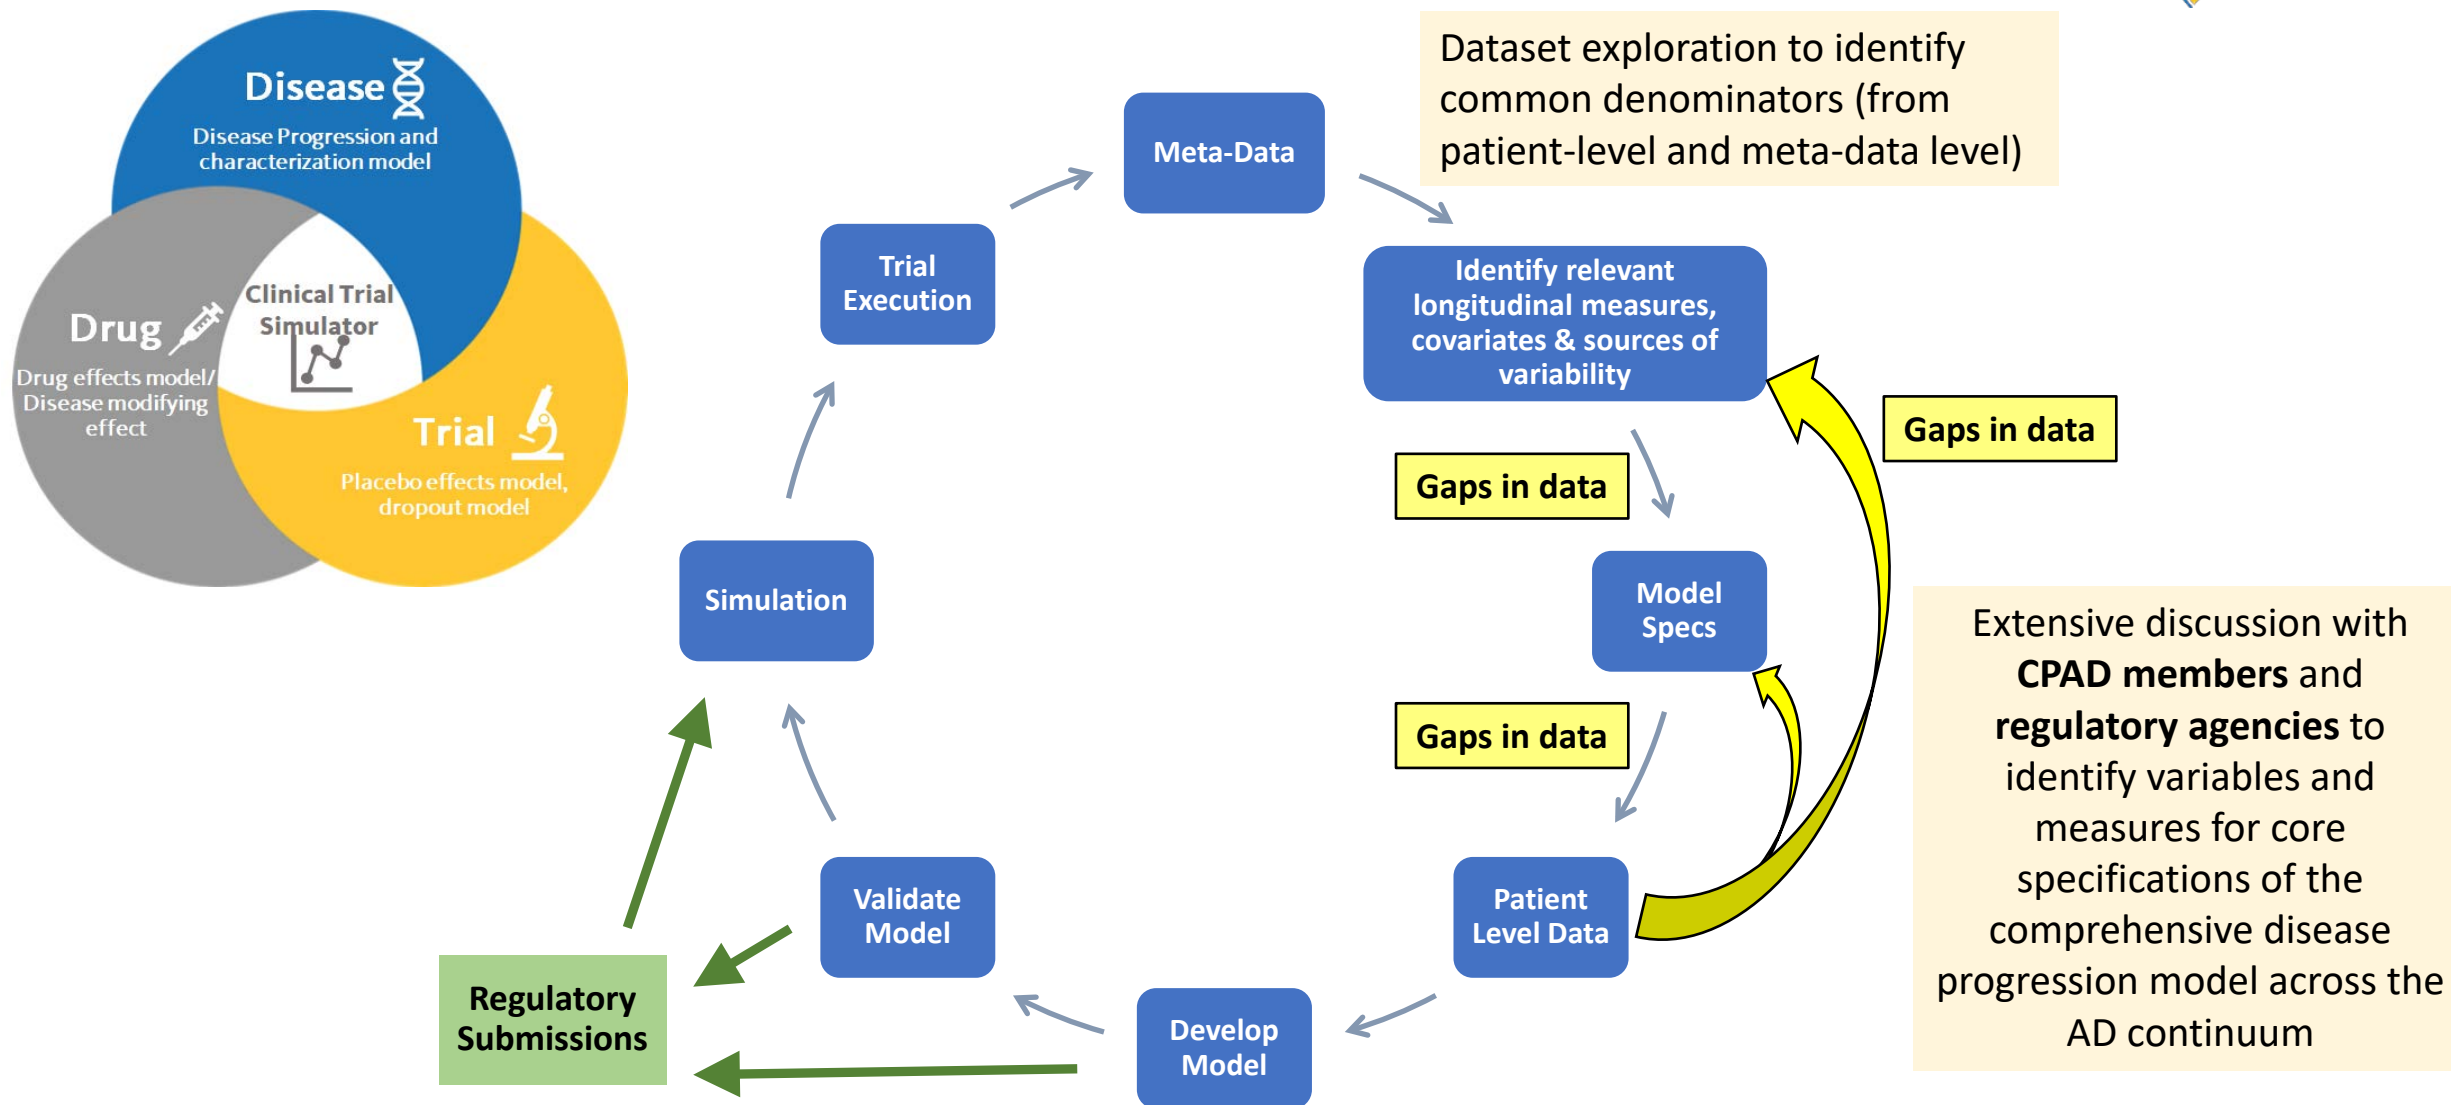 Disease
Disease Progression and
characterization model
Drug
Drug effects model/
Disease modifying
effect
Clinical Trial
Simulator
Trial
Placebo effects model,
dropout model
Meta-Data
Dataset exploration to identify
common denominators (from
patient-level and meta-data level)
Identify relevant
longitudinal measures,
covariates & sources of
variability
Gaps in data
Gaps in data
Model
Specs
Gaps in data
Extensive discussion with
CPAD members and
regulatory agencies to
identify variables and
measures for core
specifications of the
comprehensive disease
progression model across the
AD continuum
Patient
Level Data
Develop
Model
Validate
Model
Regulatory
Submissions
Simulation
Trial
Execution